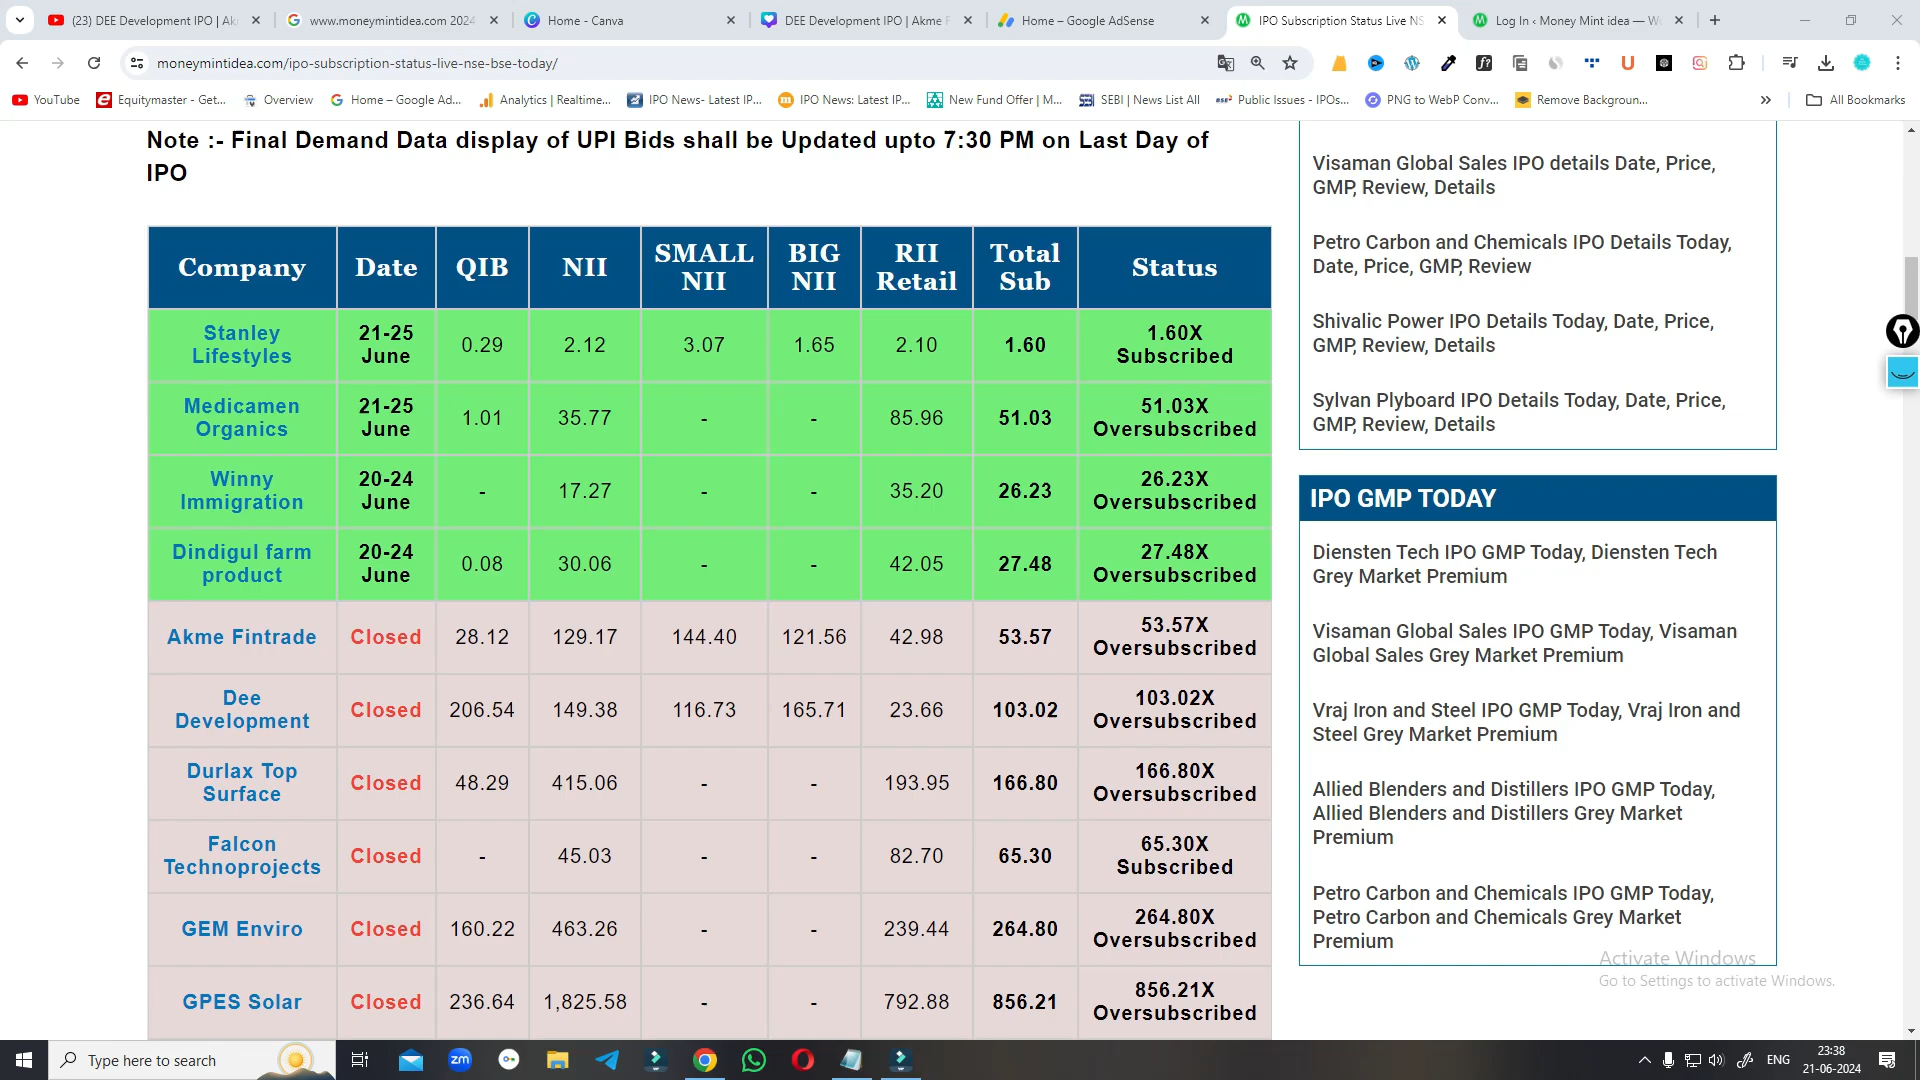 (23) DEE Development IPO | Ak
www.moneymintidea.com 2024
Home - Canva
DEE Development IPO | Akme F
Home – Google AdSense
IPO Subscription Status Live NS
Log In ‹ Money Mint idea — W
moneymintidea.com/ipo-subscription-status-live-nse-bse-today/
YouTube
Equitymaster - Get...
Overview
Home – Google Ad...
Analytics | Realtime...
IPO News- Latest IP...
IPO News: Latest IP...
New Fund Offer | M...
SEBI | News List All
Public Issues - IPOs...
PNG to WebP Conv...
Remove Backgroun...
All Bookmarks
Note :- Final Demand Data display of UPI Bids shall be Updated upto 7:30 PM on Last Day of
IPO
Company Date QIB NII SMALL NII BIG NII RII Retail Total Sub Status
Stanley Lifestyles 21-25 June 0.29 2.12 3.07 1.65 2.10 1.60 1.60X Subscribed
Medicamen Organics 21-25 June 1.01 35.77 - - 85.96 51.03 51.03X Oversubscribed
Winny Immigration 20-24 June - 17.27 - - 35.20 26.23 26.23X Oversubscribed
Dindigul farm product 20-24 June 0.08 30.06 - - 42.05 27.48 27.48X Oversubscribed
Akme Fintrade Closed 28.12 129.17 144.40 121.56 42.98 53.57 53.57X Oversubscribed
Dee Development Closed 206.54 149.38 116.73 165.71 23.66 103.02 103.02X Oversubscribed
Durlax Top Surface Closed 48.29 415.06 - - 193.95 166.80 166.80X Oversubscribed
Falcon Technoprojects Closed - 45.03 - - 82.70 65.30 65.30X Subscribed
GEM Enviro Closed 160.22 463.26 - - 239.44 264.80 264.80X Oversubscribed
GPES Solar Closed 236.64 1,825.58 - - 792.88 856.21 856.21X Oversubscribed
Visaman Global Sales IPO details Date, Price,
GMP, Review, Details
Petro Carbon and Chemicals IPO Details Today,
Date, Price, GMP, Review
Shivalic Power IPO Details Today, Date, Price,
GMP, Review, Details
Sylvan Plyboard IPO Details Today, Date, Price,
GMP, Review, Details
IPO GMP TODAY
Diensten Tech IPO GMP Today, Diensten Tech
Grey Market Premium
Visaman Global Sales IPO GMP Today, Visaman
Global Sales Grey Market Premium
Vraj Iron and Steel IPO GMP Today, Vraj Iron and
Steel Grey Market Premium
Allied Blenders and Distillers IPO GMP Today,
Allied Blenders and Distillers Grey Market
Premium
Petro Carbon and Chemicals IPO GMP Today,
Petro Carbon and Chemicals Grey Market
Premium
Activate Windows
Go to Settings to activate Windows.
Type here to search
zm
ENG
23:38
21-06-2024